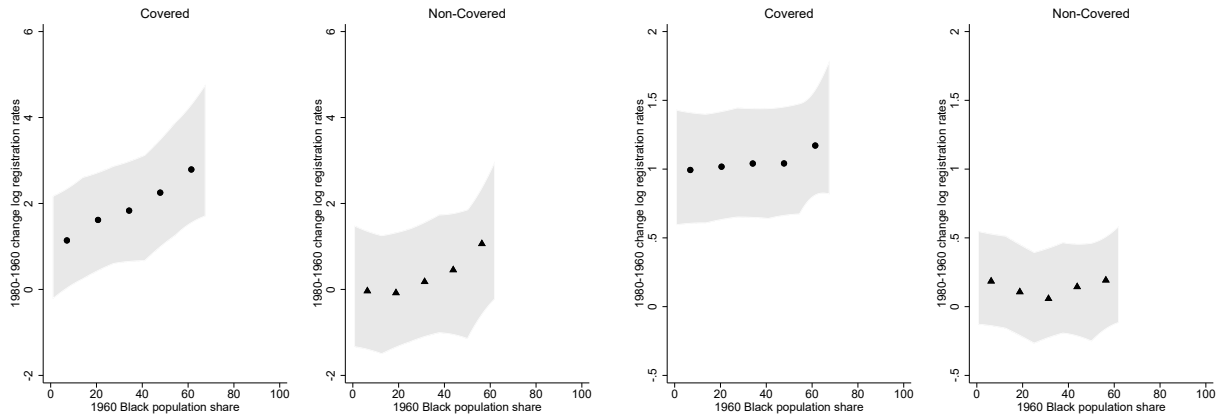 Covered
1980-1960 change log registration rates
-2 0 2 4 6
0 20 40 60 80 100
1960 Black population share
Non-Covered
1980-1960 change log registration rates
-2 0 2 4 6
0 20 40 60 80 100
1960 Black population share
Covered
1980-1960 change log registration rates
-.5 0 .5 1 1.5 2
0 20 40 60 80 100
1960 Black population share
Non-Covered
1980-1960 change log registration rates
-.5 0 .5 1 1.5 2
0 20 40 60 80 100
1960 Black population share